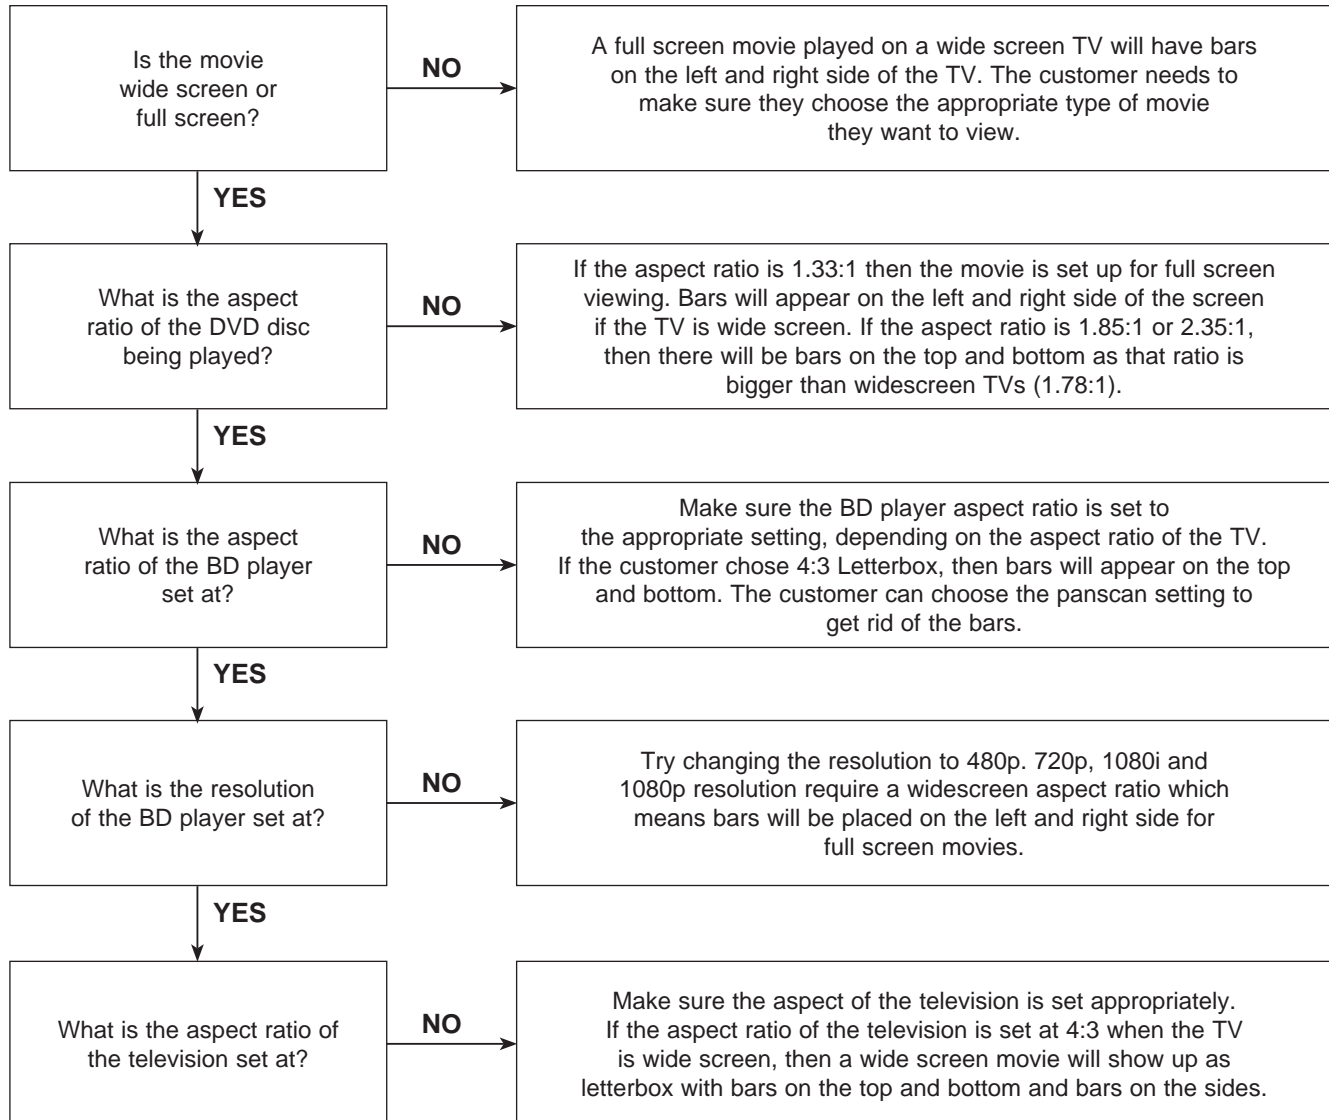 Is the movie
wide screen or
full screen?
NO
A full screen movie played on a wide screen TV will have bars
on the left and right side of the TV. The customer needs to
make sure they choose the appropriate type of movie
they want to view.
YES
What is the aspect
ratio of the DVD disc
being played?
NO
If the aspect ratio is 1.33:1 then the movie is set up for full screen
viewing. Bars will appear on the left and right side of the screen
if the TV is wide screen. If the aspect ratio is 1.85:1 or 2.35:1,
then there will be bars on the top and bottom as that ratio is
bigger than widescreen TVs (1.78:1).
YES
What is the aspect
ratio of the BD player
set at?
NO
Make sure the BD player aspect ratio is set to
the appropriate setting, depending on the aspect ratio of the TV.
If the customer chose 4:3 Letterbox, then bars will appear on the top
and bottom. The customer can choose the panscan setting to
get rid of the bars.
YES
What is the resolution
of the BD player set at?
NO
Try changing the resolution to 480p. 720p, 1080i and
1080p resolution require a widescreen aspect ratio which
means bars will be placed on the left and right side for
full screen movies.
YES
What is the aspect ratio of
the television set at?
NO
Make sure the aspect of the television is set appropriately.
If the aspect ratio of the television is set at 4:3 when the TV
is wide screen, then a wide screen movie will show up as
letterbox with bars on the top and bottom and bars on the sides.